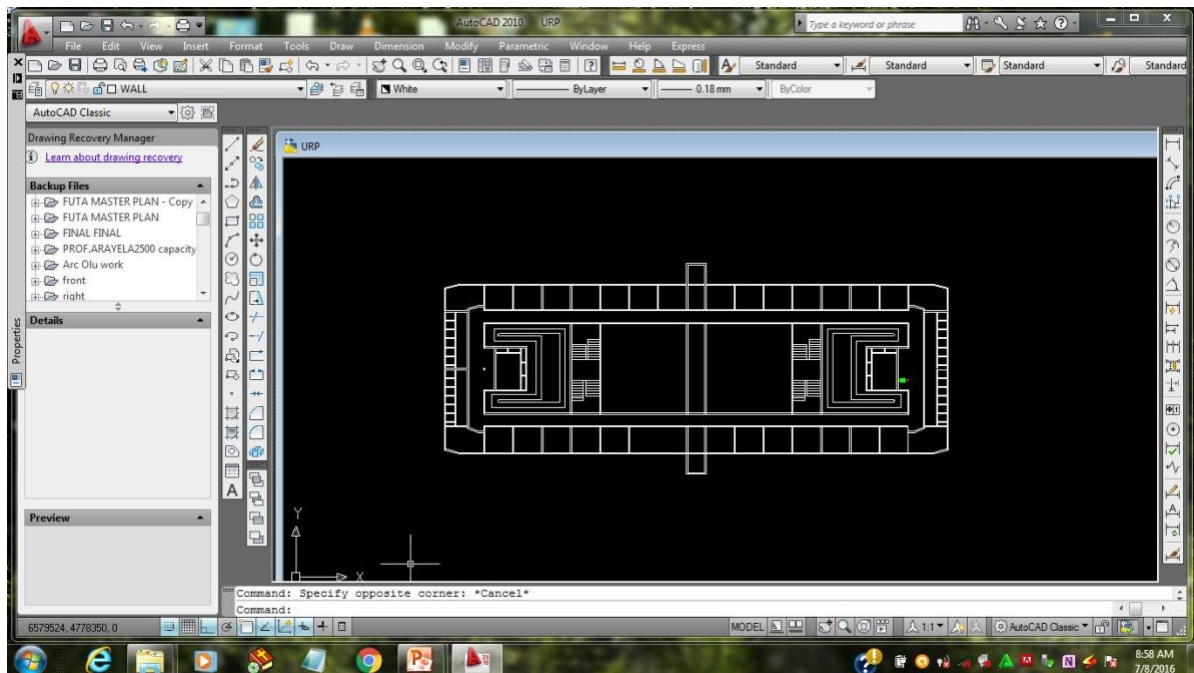 AutoCAD 2010 URP
Type a keyword or phrase
File Edit View Insert Format Tools Draw Dimension Modify Parametric Window Help Express
Standard Standard Standard Standard
WALL White ByLayer 0.18 mm ByColor
AutoCAD Classic
Drawing Recovery Manager
Learn about drawing recovery
URP
Backup Files
FUTA MASTER PLAN - Copy
FUTA MASTER PLAN
FINAL FINAL
PROF.ARAYELA2500 capacity
Arc Olu work
front
right
Details
Properties
Preview
Y
X
Command: Specify opposite corner: *Cancel*
Command:
6579524, 4778350, 0 MODEL 1:1 AutoCAD Classic
8:58 AM
7/8/2016